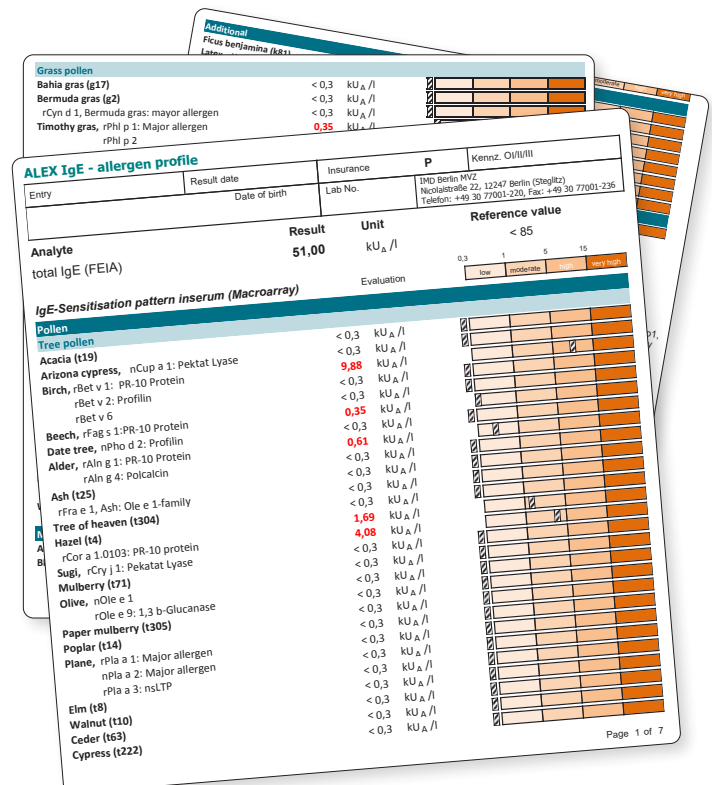 Additional
Ficus benjamina (k81)
Grass pollen
Bahia gras (g17) < 0,3 kUA /l
Bermuda gras (g2) < 0,3 kUA /l
rCyn d 1, Bermuda gras: mayor allergen < 0,3 kUA /l
Timothy gras, rPhl p 1: Major allergen 0,35 kUA /l
rPhl p 2
moderate very high
ALEX IgE - allergen profile
Entry Result date Insurance P Kennz. OI/II/III
Date of birth Lab No. IMD Berlin MVZ
Nicolaistraße 22, 12247 Berlin (Steglitz)
Telefon: +49 30 77001-220, Fax: +49 30 77001-236
Analyte Result Unit Reference value
total IgE (FEIA) 51,00 kUA /l < 85
IgE-Sensitisation pattern inserum (Macroarray) Evaluation
0,3 1 5 15
low moderate high very high
Pollen
Tree pollen
Acacia (t19) < 0,3 kUA /l
Arizona cypress, nCup a 1: Pektat Lyase < 0,3 kUA /l
Birch, rBet v 1: PR-10 Protein 9,88 kUA /l
rBet v 2: Profilin < 0,3 kUA /l
rBet v 6 < 0,3 kUA /l
Beech, rFag s 1:PR-10 Protein 0,35 kUA /l
Date tree, nPho d 2: Profilin < 0,3 kUA /l
Alder, rAln g 1: PR-10 Protein 0,61 kUA /l
rAln g 4: Polcalcin < 0,3 kUA /l
Ash (t25) < 0,3 kUA /l
rFra e 1, Ash: Ole e 1-family < 0,3 kUA /l
Tree of heaven (t304) < 0,3 kUA /l
Hazel (t4) 1,69 kUA /l
rCor a 1.0103: PR-10 protein 4,08 kUA /l
Sugi, rCry j 1: Pekatat Lyase < 0,3 kUA /l
Mulberry (t71) < 0,3 kUA /l
Olive, nOle e 1 < 0,3 kUA /l
rOle e 9: 1,3 b-Glucanase < 0,3 kUA /l
Paper mulberry (t305) < 0,3 kUA /l
Poplar (t14) < 0,3 kUA /l
Plane, rPla a 1: Major allergen < 0,3 kUA /l
nPla a 2: Major allergen < 0,3 kUA /l
rPla a 3: nsLTP < 0,3 kUA /l
Elm (t8) < 0,3 kUA /l
Walnut (t10) < 0,3 kUA /l
Ceder (t63) < 0,3 kUA /l
Cypress (t222) < 0,3 kUA /l
Page 1 of 7